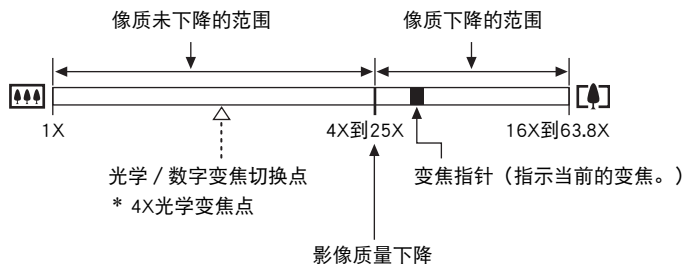 像质未下降的范围 像质下降的范围
1X 4X到25X 16X到63.8X
光学 / 数字变焦切换点 变焦指针（指示当前的变焦。）
* 4X光学变焦点
影像质量下降